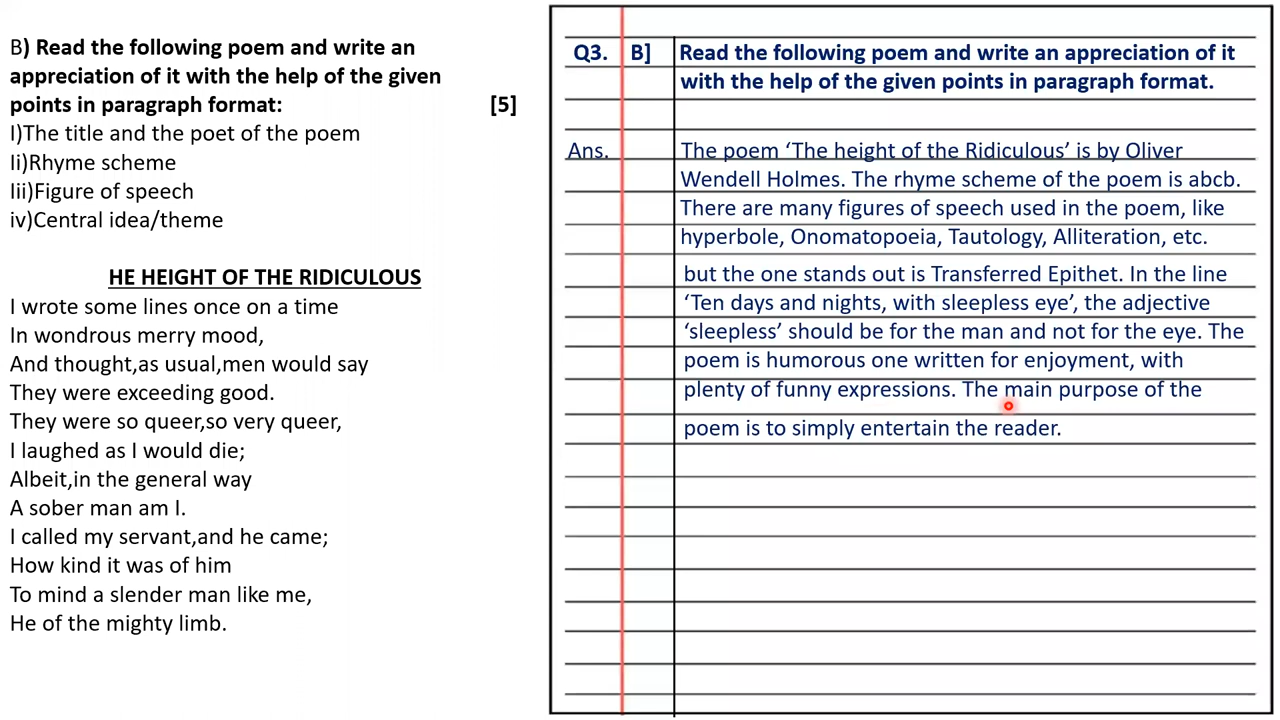 B) Read the following poem and write an
appreciation of it with the help of the given
points in paragraph format: [5]
I)The title and the poet of the poem
Ii)Rhyme scheme
Iii)Figure of speech
iv)Central idea/theme
HE HEIGHT OF THE RIDICULOUS
I wrote some lines once on a time
In wondrous merry mood,
And thought,as usual,men would say
They were exceeding good.
They were so queer,so very queer,
I laughed as I would die;
Albeit,in the general way
A sober man am I.
I called my servant,and he came;
How kind it was of him
To mind a slender man like me,
He of the mighty limb.
Q3. B] Read the following poem and write an appreciation of it
with the help of the given points in paragraph format.
Ans. The poem ‘The height of the Ridiculous’ is by Oliver
Wendell Holmes. The rhyme scheme of the poem is abcb.
There are many figures of speech used in the poem, like
hyperbole, Onomatopoeia, Tautology, Alliteration, etc.
but the one stands out is Transferred Epithet. In the line
‘Ten days and nights, with sleepless eye’, the adjective
‘sleepless’ should be for the man and not for the eye. The
poem is humorous one written for enjoyment, with
plenty of funny expressions. The main purpose of the
poem is to simply entertain the reader.